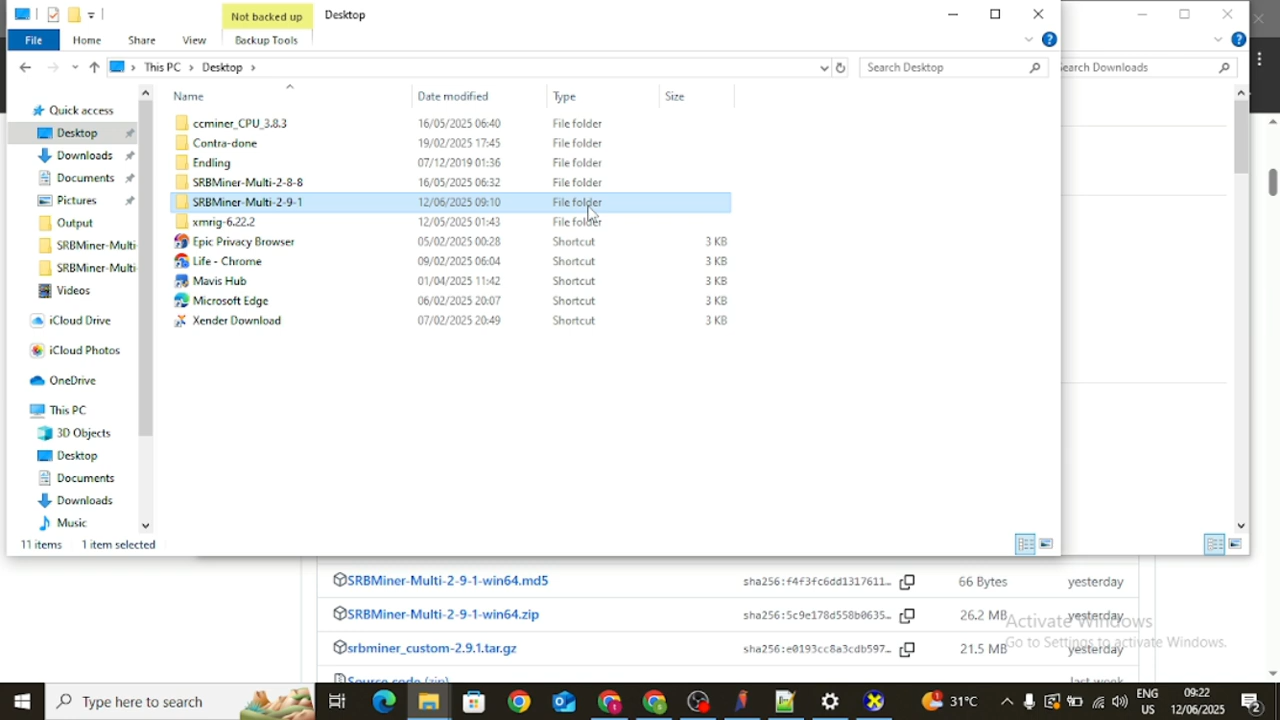 Not backed up Desktop
File Home Share View Backup Tools
This PC Desktop Search Desktop
Search Downloads
Name Date modified Type Size
Quick access
Desktop
Downloads
Documents
Pictures
Output
SRBMiner-Multi
SRBMiner-Multi
Videos
iCloud Drive
iCloud Photos
OneDrive
This PC
3D Objects
Desktop
Documents
Downloads
Music
ccminer_CPU_3.8.3 16/05/2025 06:40 File folder
Contra-done 19/02/2025 17:45 File folder
Endling 07/12/2019 01:36 File folder
SRBMiner-Multi-2-8-8 16/05/2025 06:32 File folder
SRBMiner-Multi-2-9-1 12/06/2025 09:10 File folder
xmrig-6.22.2 12/05/2025 01:43 File folder
Epic Privacy Browser 05/02/2025 00:28 Shortcut 3 KB
Life - Chrome 09/02/2025 06:04 Shortcut 3 KB
Mavis Hub 01/04/2025 11:42 Shortcut 3 KB
Microsoft Edge 06/02/2025 20:07 Shortcut 3 KB
Xender Download 07/02/2025 20:49 Shortcut 3 KB
11 items 1 item selected
SRBMiner-Multi-2-9-1-win64.md5 sha256:f4f3fc6dd1317611... 66 Bytes yesterday
SRBMiner-Multi-2-9-1-win64.zip sha256:5c9e178d558b0635... 26.2 MB yesterday
srbminer_custom-2.9.1.tar.gz sha256:e0193cc8a3cdb597... 21.5 MB yesterday
Source code (zip) last week
Activate Windows
Go to Settings to activate Windows.
Type here to search
31°C
ENG
US
09:22
12/06/2025
2